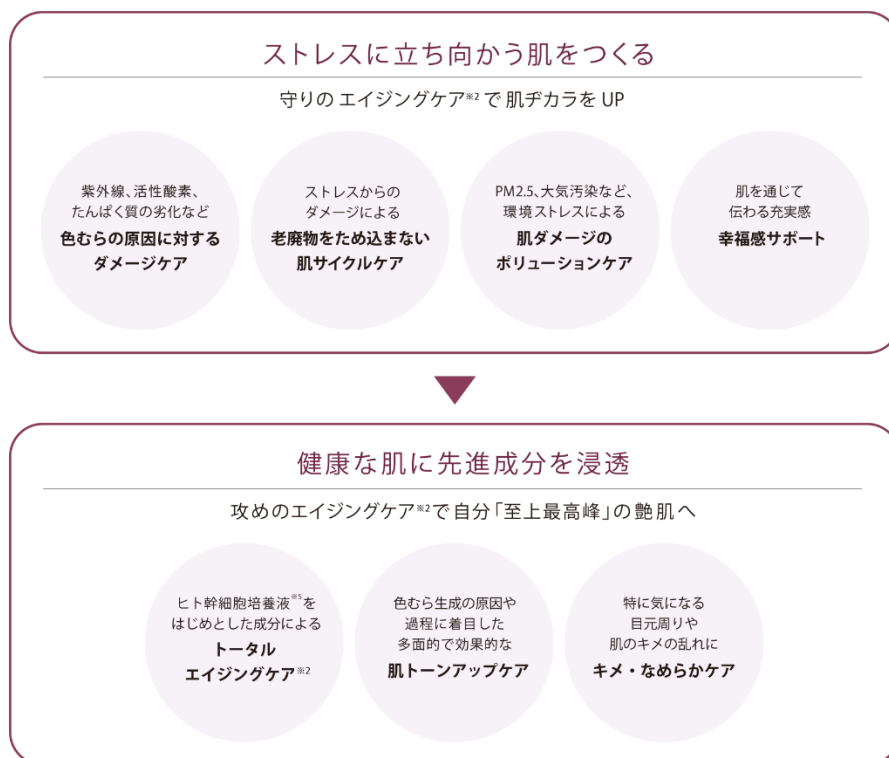 ストレスに立ち向かう肌をつくる
守りの エイジングケア※2 で 肌ヂカラを UP
紫外線、活性酸素、
たんぱく質の劣化など
色むらの原因に対する
ダメージケア
ストレスからの
ダメージによる
老廃物をため込まない
肌サイクルケア
PM2.5、大気汚染など、
環境ストレスによる
肌ダメージの
ポリューションケア
肌を通じて
伝わる充実感
幸福感サポート
健康な肌に先進成分を浸透
攻めのエイジングケア※2で自分「至上最高峰」の艶肌へ
ヒト幹細胞培養液※5を
はじめとした成分による
トータル
エイジングケア※2
色むら生成の原因や
過程に着目した
多面的で効果的な
肌トーンアップケア
特に気になる
目元周りや
肌のキメの乱れに
キメ・なめらかケア